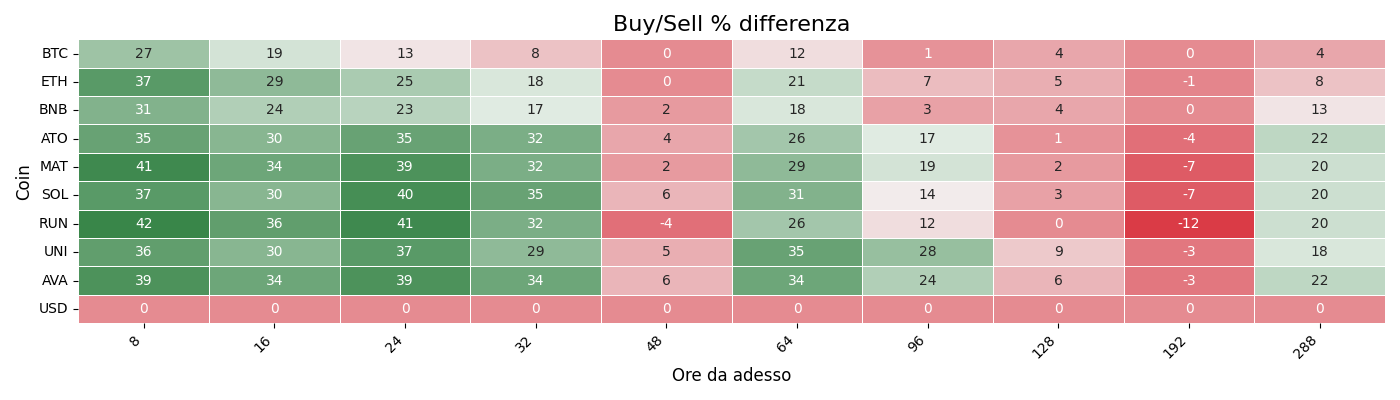 Buy/Sell % differenza
Coin
BTC 27 19 13 8 0 12 1 4 0 4
ETH 37 29 25 18 0 21 7 5 -1 8
BNB 31 24 23 17 2 18 3 4 0 13
ATO 35 30 35 32 4 26 17 1 -4 22
MAT 41 34 39 32 2 29 19 2 -7 20
SOL 37 30 40 35 6 31 14 3 -7 20
RUN 42 36 41 32 -4 26 12 0 -12 20
UNI 36 30 37 29 5 35 28 9 -3 18
AVA 39 34 39 34 6 34 24 6 -3 22
USD 0 0 0 0 0 0 0 0 0 0
8 16 24 32 48 64 96 128 192 288
Ore da adesso